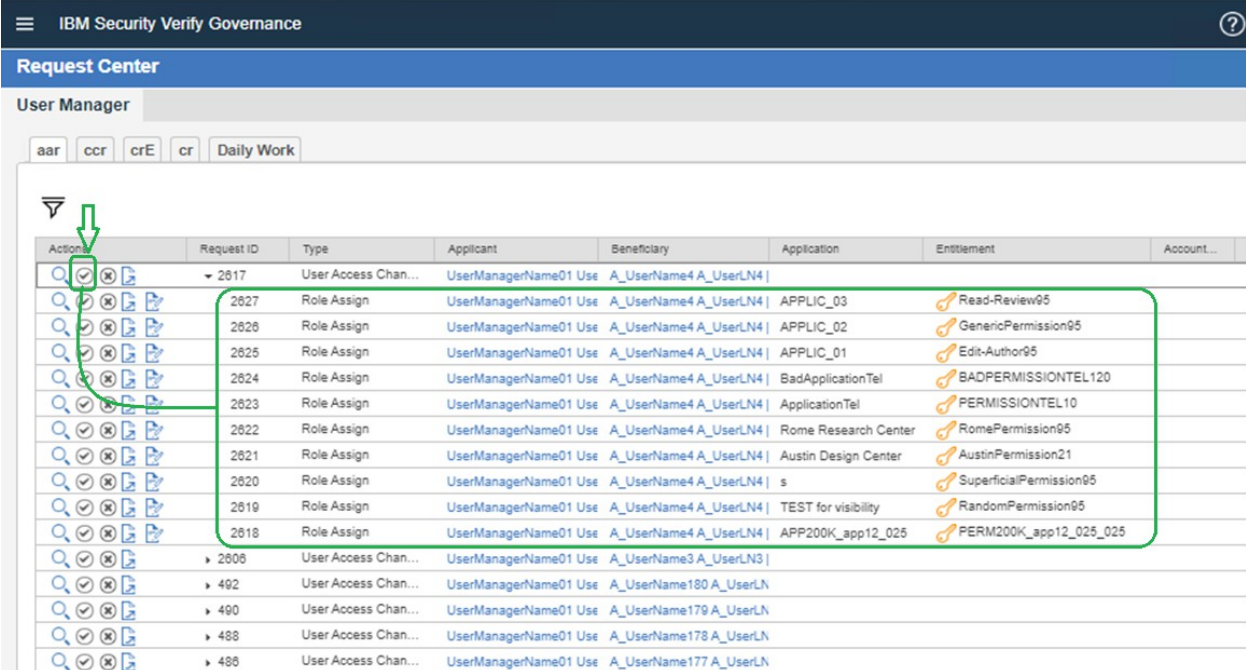 IBM Security Verify Governance
Request Center
User Manager
aar ccr crE cr Daily Work
Actions Request ID Type Applicant Beneficiary Application Entitlement Account...
2617 User Access Chan... UserManagerName01 Use A_UserName4 A_UserLN4 |
2627 Role Assign UserManagerName01 Use A_UserName4 A_UserLN4 | APPLIC_03 Read-Review95
2626 Role Assign UserManagerName01 Use A_UserName4 A_UserLN4 | APPLIC_02 GenericPermission95
2625 Role Assign UserManagerName01 Use A_UserName4 A_UserLN4 | APPLIC_01 Edit-Author95
2624 Role Assign UserManagerName01 Use A_UserName4 A_UserLN4 | BadApplicationTel BADPERMISSIONTEL120
2623 Role Assign UserManagerName01 Use A_UserName4 A_UserLN4 | ApplicationTel PERMISSIONTEL10
2622 Role Assign UserManagerName01 Use A_UserName4 A_UserLN4 | Rome Research Center RomePermission95
2621 Role Assign UserManagerName01 Use A_UserName4 A_UserLN4 | Austin Design Center AustinPermission21
2620 Role Assign UserManagerName01 Use A_UserName4 A_UserLN4 | s SuperficialPermission95
2619 Role Assign UserManagerName01 Use A_UserName4 A_UserLN4 | TEST for visibility RandomPermission95
2618 Role Assign UserManagerName01 Use A_UserName4 A_UserLN4 | APP200K_app12_025 PERM200K_app12_025_025
2606 User Access Chan... UserManagerName01 Use A_UserName3 A_UserLN3 |
492 User Access Chan... UserManagerName01 Use A_UserName180 A_UserLN
490 User Access Chan... UserManagerName01 Use A_UserName179 A_UserLN
488 User Access Chan... UserManagerName01 Use A_UserName178 A_UserLN
486 User Access Chan... UserManagerName01 Use A_UserName177 A_UserLN